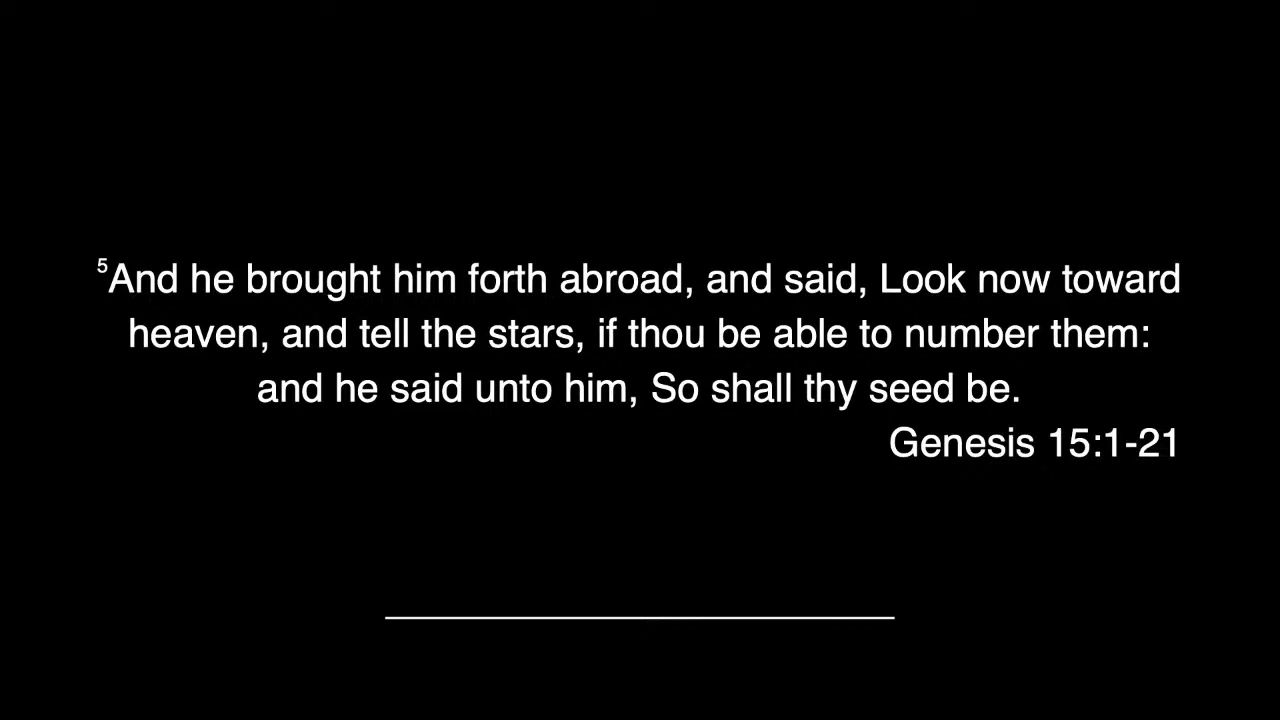 ⁵And he brought him forth abroad, and said, Look now toward
heaven, and tell the stars, if thou be able to number them:
and he said unto him, So shall thy seed be.
Genesis 15:1-21